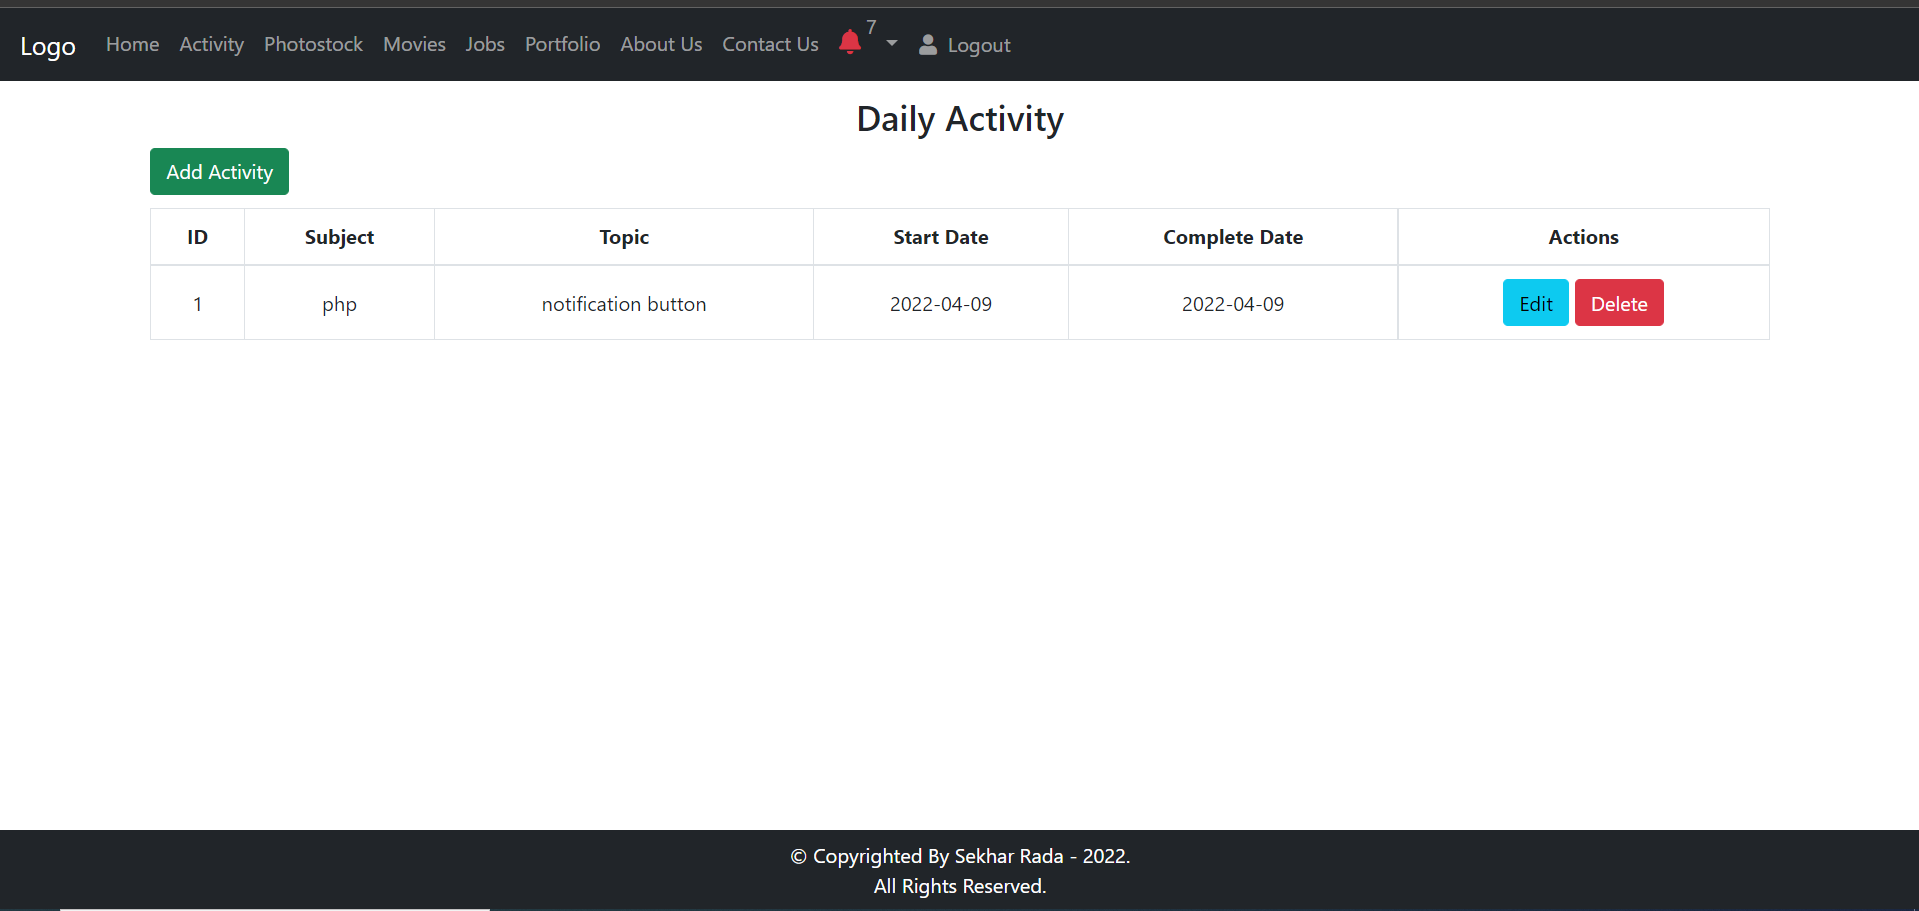 Logo Home Activity Photostock Movies Jobs Portfolio About Us Contact Us 7 Logout
Daily Activity
Add Activity
ID Subject Topic Start Date Complete Date Actions
1 php notification button 2022-04-09 2022-04-09 Edit Delete
© Copyrighted By Sekhar Rada - 2022.
All Rights Reserved.